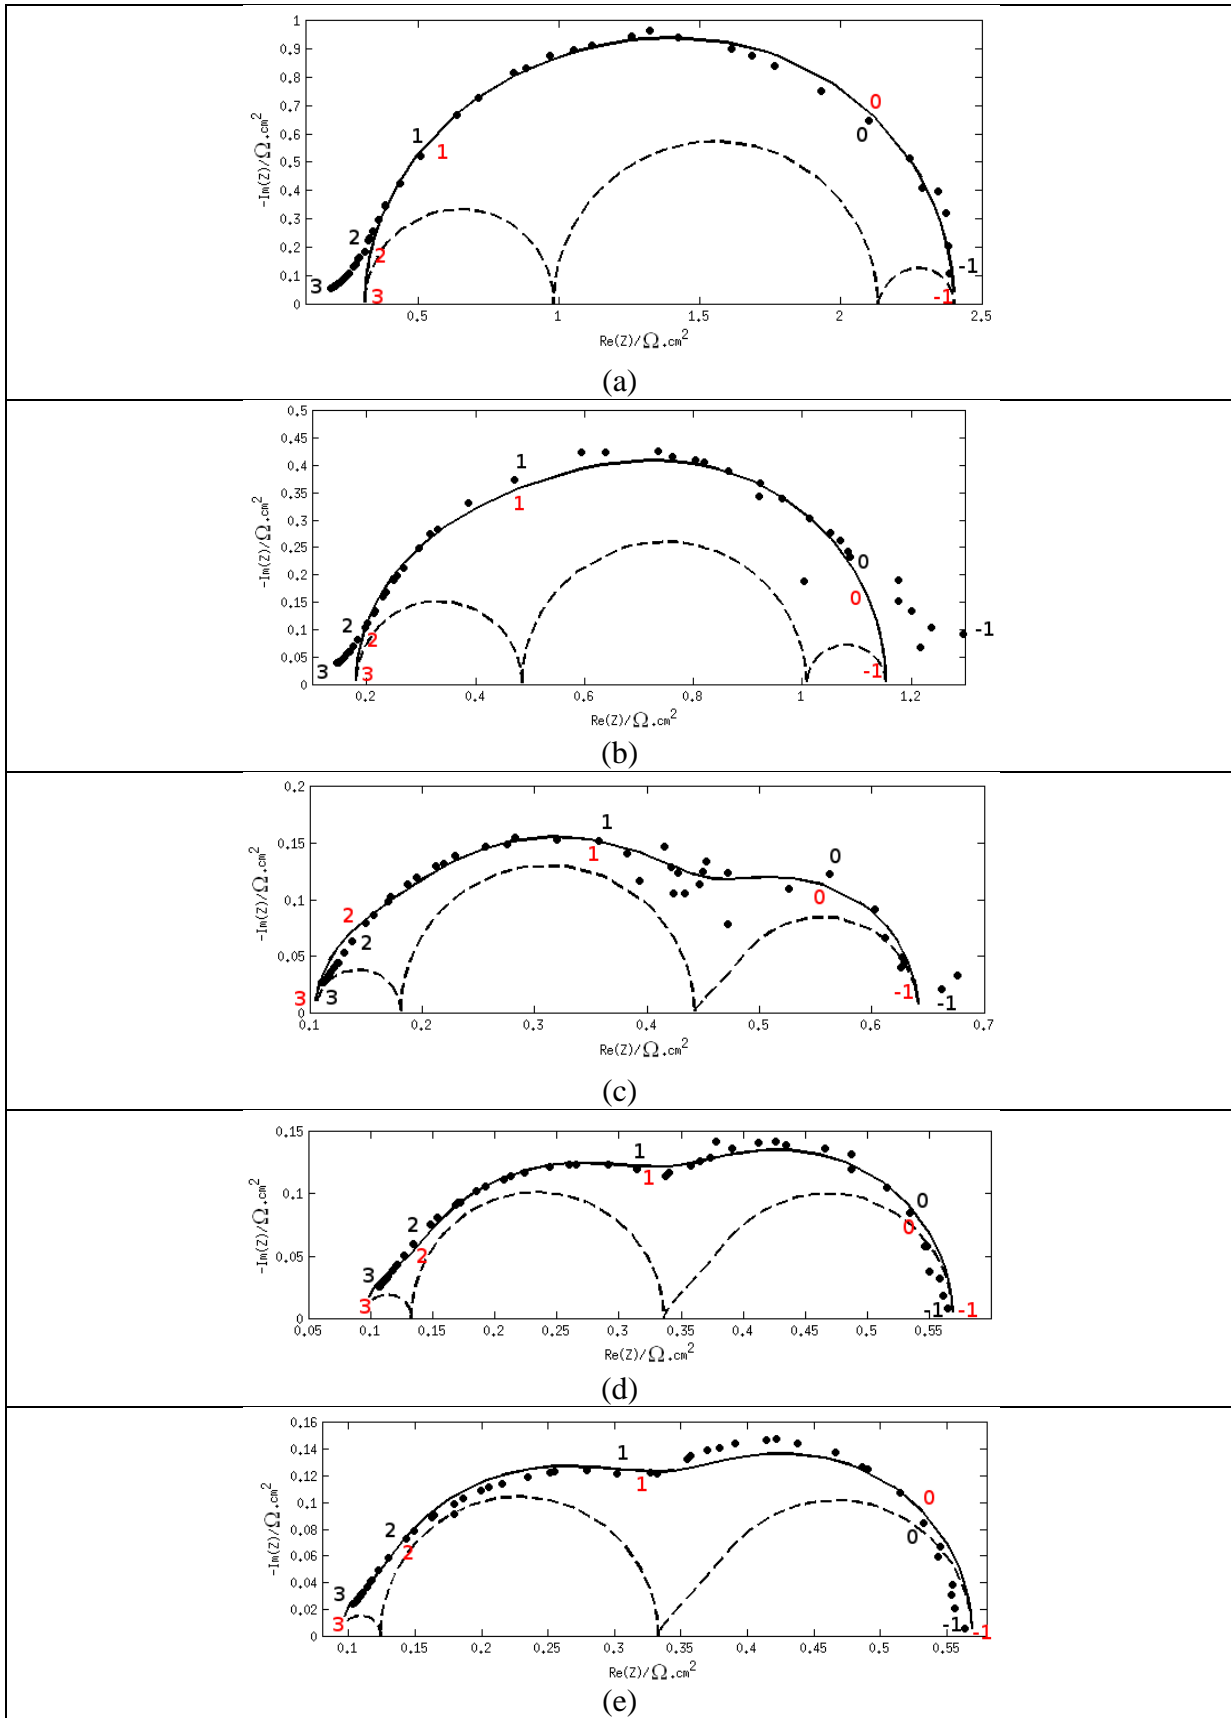 1
0.9
0.8
0.7
0.6
0.5
0.4
0.3
0.2
0.1
0
-Im(Z)/Ω.cm²
3 2 1 0 -1
3 2 1 0 -1
0.5 1 1.5 2 2.5
Re(Z)/Ω.cm²
(a)
0.5
0.45
0.4
0.35
0.3
0.25
0.2
0.15
0.1
0.05
0
-Im(Z)/Ω.cm²
3 2 1 0 -1
3 2 1 0 -1
0.2 0.4 0.6 0.8 1 1.2
Re(Z)/Ω.cm²
(b)
0.2
0.15
0.1
0.05
0
-Im(Z)/Ω.cm²
3 2 1 0 -1
3 2 1 0 -1
0.1 0.2 0.3 0.4 0.5 0.6 0.7
Re(Z)/Ω.cm²
(c)
0.15
0.1
0.05
0
-Im(Z)/Ω.cm²
3 2 1 0 -1
3 2 1 0 -1
0.05 0.1 0.15 0.2 0.25 0.3 0.35 0.4 0.45 0.5 0.55
Re(Z)/Ω.cm²
(d)
0.16
0.14
0.12
0.1
0.08
0.06
0.04
0.02
0
-Im(Z)/Ω.cm²
3 2 1 0 -1
3 2 1 0 -1
0.1 0.15 0.2 0.25 0.3 0.35 0.4 0.45 0.5 0.55
Re(Z)/Ω.cm²
(e)